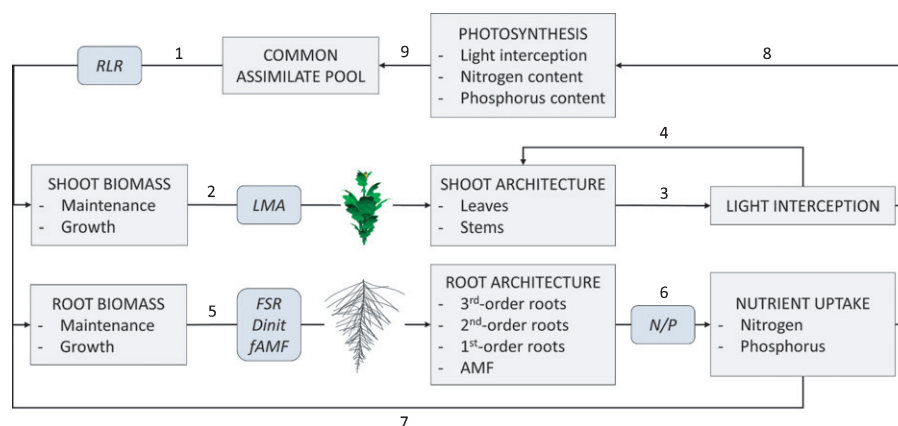 1
RLR
COMMON
ASSIMILATE POOL
9
PHOTOSYNTHESIS
- Light interception
- Nitrogen content
- Phosphorus content
8
4
SHOOT BIOMASS
- Maintenance
- Growth
2
LMA
SHOOT ARCHITECTURE
- Leaves
- Stems
3
LIGHT INTERCEPTION
ROOT BIOMASS
- Maintenance
- Growth
5
FSR
Dinit
fAMF
ROOT ARCHITECTURE
- 3rd-order roots
- 2nd-order roots
- 1st-order roots
- AMF
6
N/P
NUTRIENT UPTAKE
- Nitrogen
- Phosphorus
7